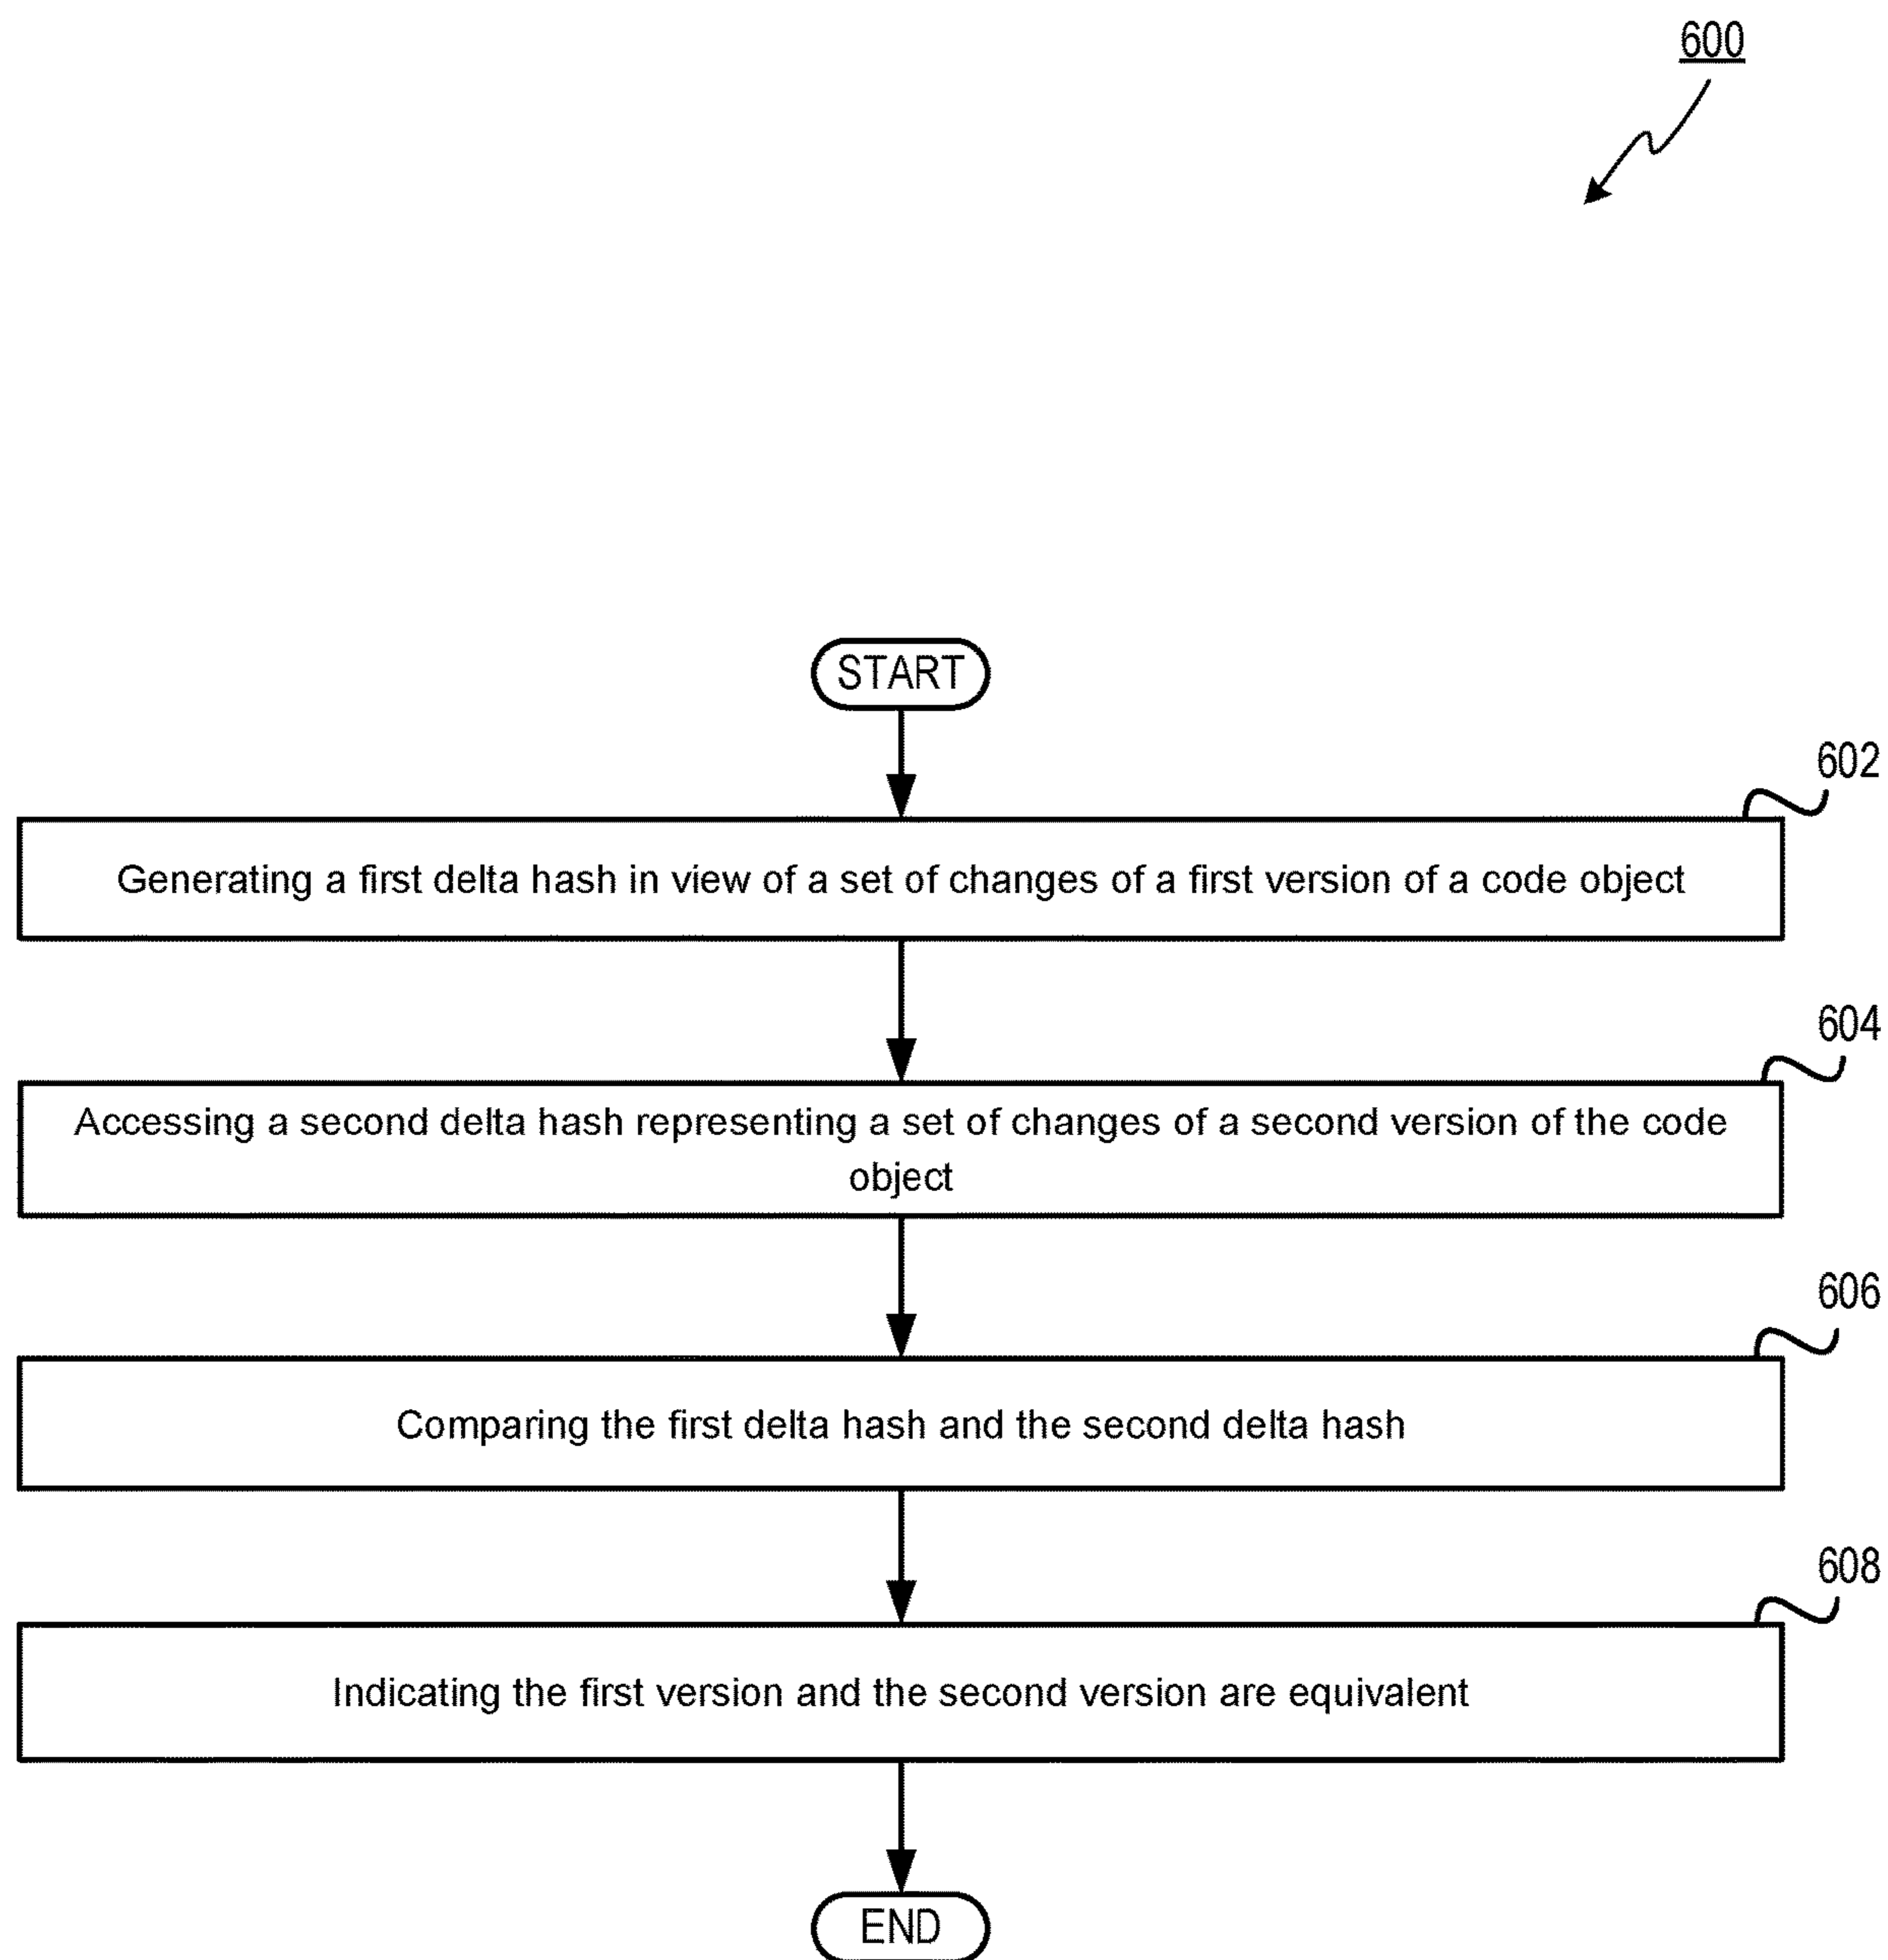 600
START
602
Generating a first delta hash in view of a set of changes of a first version of a code object
604
Accessing a second delta hash representing a set of changes of a second version of the code
object
606
Comparing the first delta hash and the second delta hash
608
Indicating the first version and the second version are equivalent
END